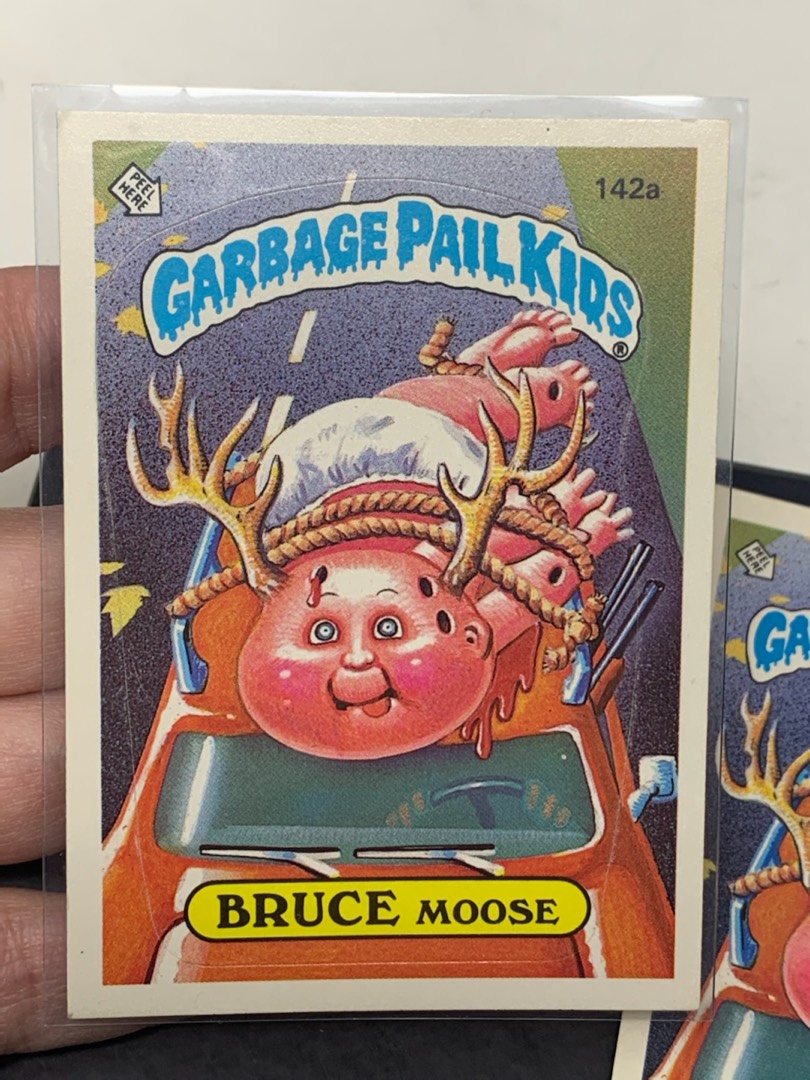 PEEL
HERE
142a
GARBAGE PAIL KIDS®
BRUCE MOOSE
PEEL
HERE
GA